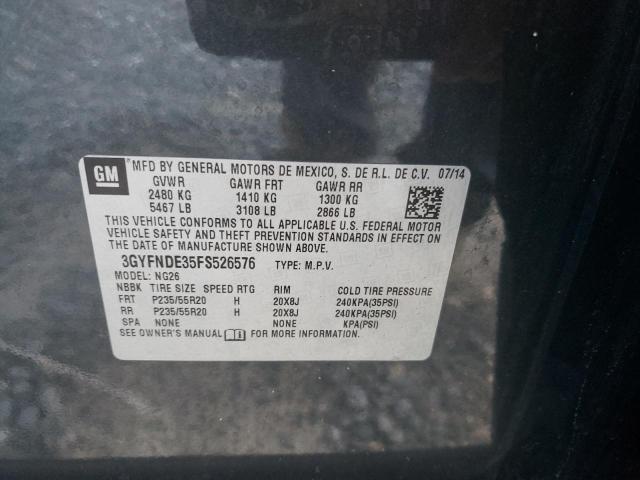 GM
MFD BY GENERAL MOTORS DE MEXICO, S. DE R.L. DE C.V. 07/14
GVWR GAWR FRT GAWR RR
2480 KG 1410 KG 1300 KG
5467 LB 3108 LB 2866 LB
THIS VEHICLE CONFORMS TO ALL APPLICABLE U.S. FEDERAL MOTOR
VEHICLE SAFETY AND THEFT PREVENTION STANDARDS IN EFFECT ON
THE DATE OF MANUFACTURE SHOWN ABOVE.
3GYFNDE35FS526576 TYPE: M.P.V.
MODEL: NG26
NBBK TIRE SIZE SPEED RTG RIM COLD TIRE PRESSURE
FRT P235/55R20 H 20X8J 240KPA(35PSI)
RR P235/55R20 H 20X8J 240KPA(35PSI)
SPA NONE NONE KPA(PSI)
SEE OWNER'S MANUAL FOR MORE INFORMATION.